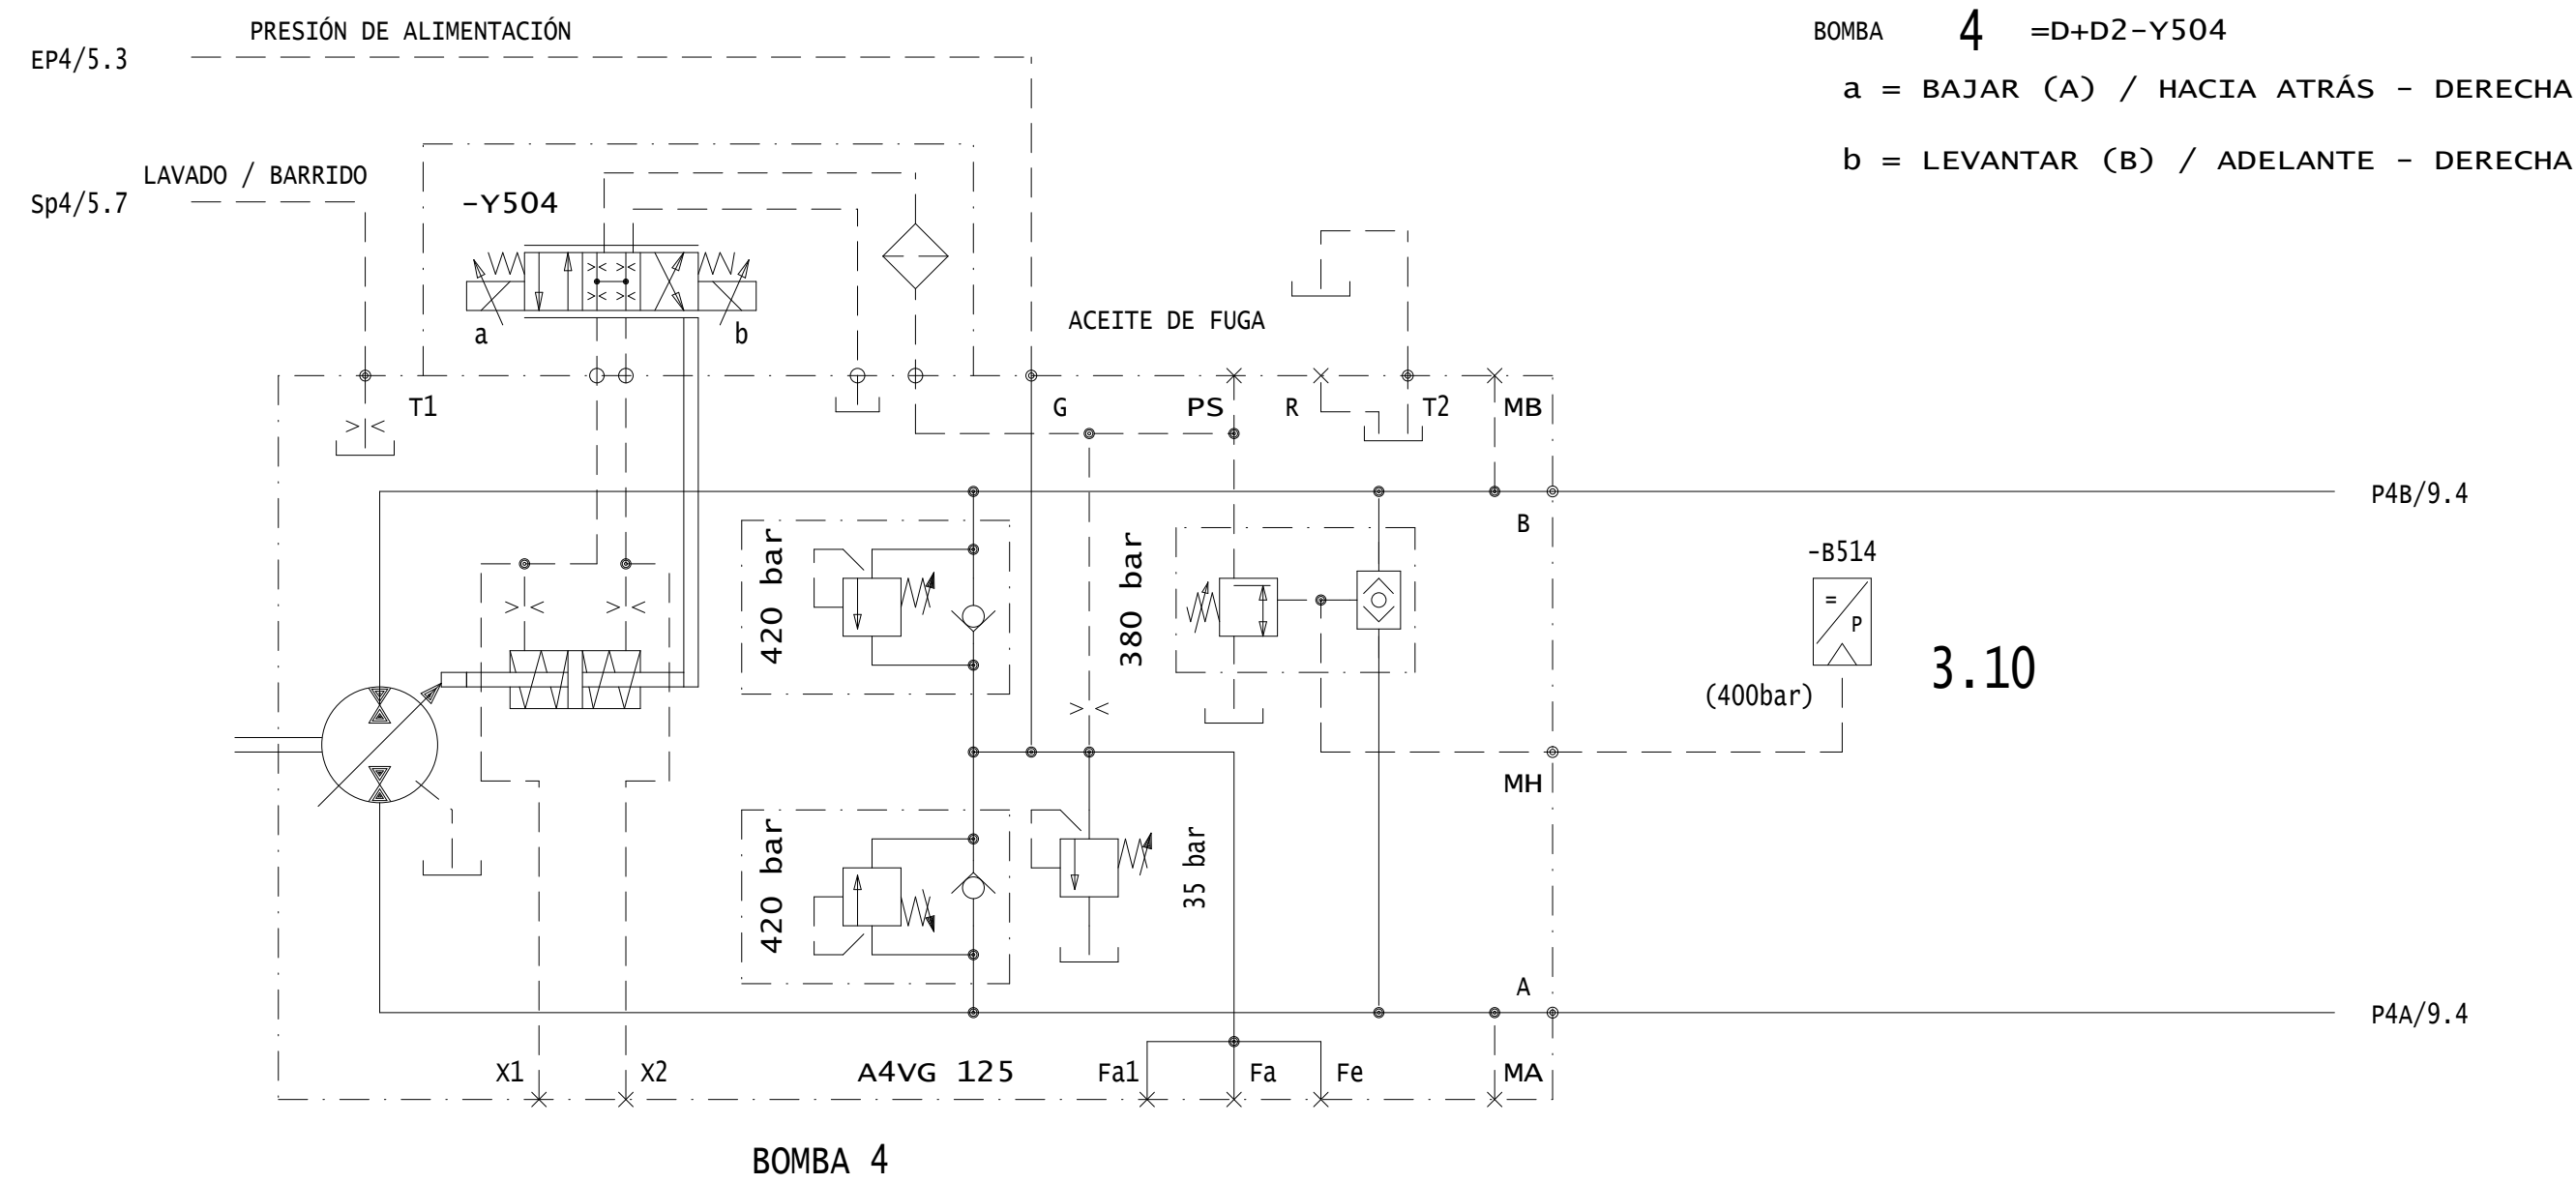 PRESIÓN DE ALIMENTACIÓN
BOMBA 4 =D+D2-Y504
EP4/5.3
a = BAJAR (A) / HACIA ATRÁS - DERECHA
b = LEVANTAR (B) / ADELANTE - DERECHA
LAVADO / BARRIDO
Sp4/5.7
-Y504
a
b
ACEITE DE FUGA
T1
G
PS
R
T2
MB
P4B/9.4
B
420 bar
380 bar
-B514
=
P
3.10
(400bar)
MH
420 bar
35 bar
A
P4A/9.4
X1
X2
A4VG 125
Fa1
Fa
Fe
MA
BOMBA 4